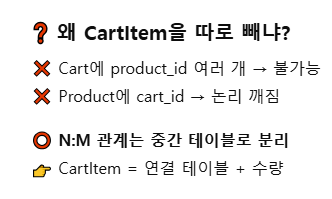 ❓ 왜 CartItem을 따로 빼냐?
❌ Cart에 product_id 여러 개 → 불가능
❌ Product에 cart_id → 논리 깨짐
⭕ N:M 관계는 중간 테이블로 분리
👉 CartItem = 연결 테이블 + 수량